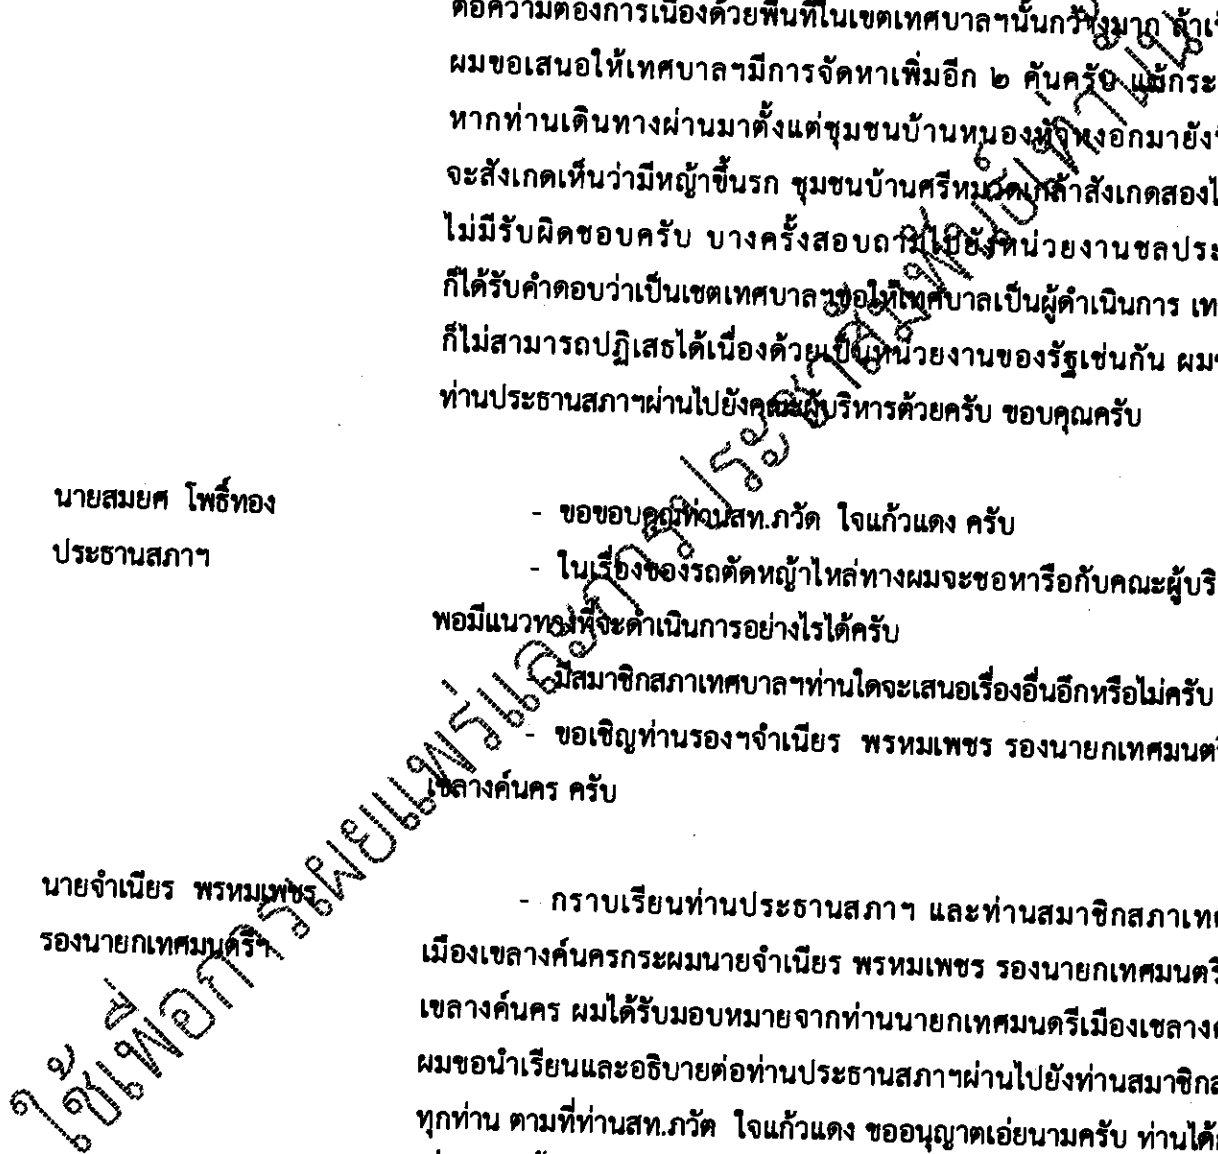 ต่อความต้องการเนื่องด้วยพื้นที่ในเขตเทศบาลฯนั้นกว้างมาก
ผมขอเสนอให้เทศบาลฯมีการจัดหาเพิ่มอีก ๒ คันครับ แม้กระ
หากท่านเดินทางผ่านมาตั้งแต่ชุมชนบ้านหนองหัวหงอกมายัง
จะสังเกตเห็นว่ามีหญ้าขึ้นรก ชุมชนบ้านศรีหมวดเกล้าสังเกตสอง
ไม่มีรับผิดชอบครับ บางครั้งสอบถามไปยังหน่วยงานชลประ
ก็ได้รับคำตอบว่าเป็นเขตเทศบาลฯขอให้เทศบาลเป็นผู้ดำเนินการ เท
ก็ไม่สามารถปฏิเสธได้เนื่องด้วยเป็นหน่วยงานของรัฐเช่นกัน ผม
ท่านประธานสภาฯผ่านไปยังคณะผู้บริหารด้วยครับ ขอบคุณครับ
นายสมยศ โพธิ์ทอง - ขอขอบคุณท่านสท.ภวัต ใจแก้วแดง ครับ
ประธานสภาฯ - ในเรื่องของรถตัดหญ้าไหล่ทางผมจะขอหารือกับคณะผู้บริ
พอมีแนวทางที่จะดำเนินการอย่างไรได้ครับ
- มีสมาชิกสภาเทศบาลฯท่านใดจะเสนอเรื่องอื่นอีกหรือไม่ครับ
- ขอเชิญท่านรองฯจำเนียร พรหมเพชร รองนายกเทศมนตรี
เขลางค์นคร ครับ
นายจำเนียร พรหมเพชร - กราบเรียนท่านประธานสภาฯ และท่านสมาชิกสภาเท
รองนายกเทศมนตรีฯ เมืองเขลางค์นครกระผมนายจำเนียร พรหมเพชร รองนายกเทศมนตรี
เขลางค์นคร ผมได้รับมอบหมายจากท่านนายกเทศมนตรีเมืองเขลางค์
ผมขอนำเรียนและอธิบายต่อท่านประธานสภาฯผ่านไปยังท่านสมาชิกส
ทุกท่าน ตามที่ท่านสท.ภวัต ใจแก้วแดง ขออนุญาตเอ่ยนามครับ ท่านได้
ใช้เพื่อการเผยแพร่และการประชาสัมพันธ์เท่านั้น